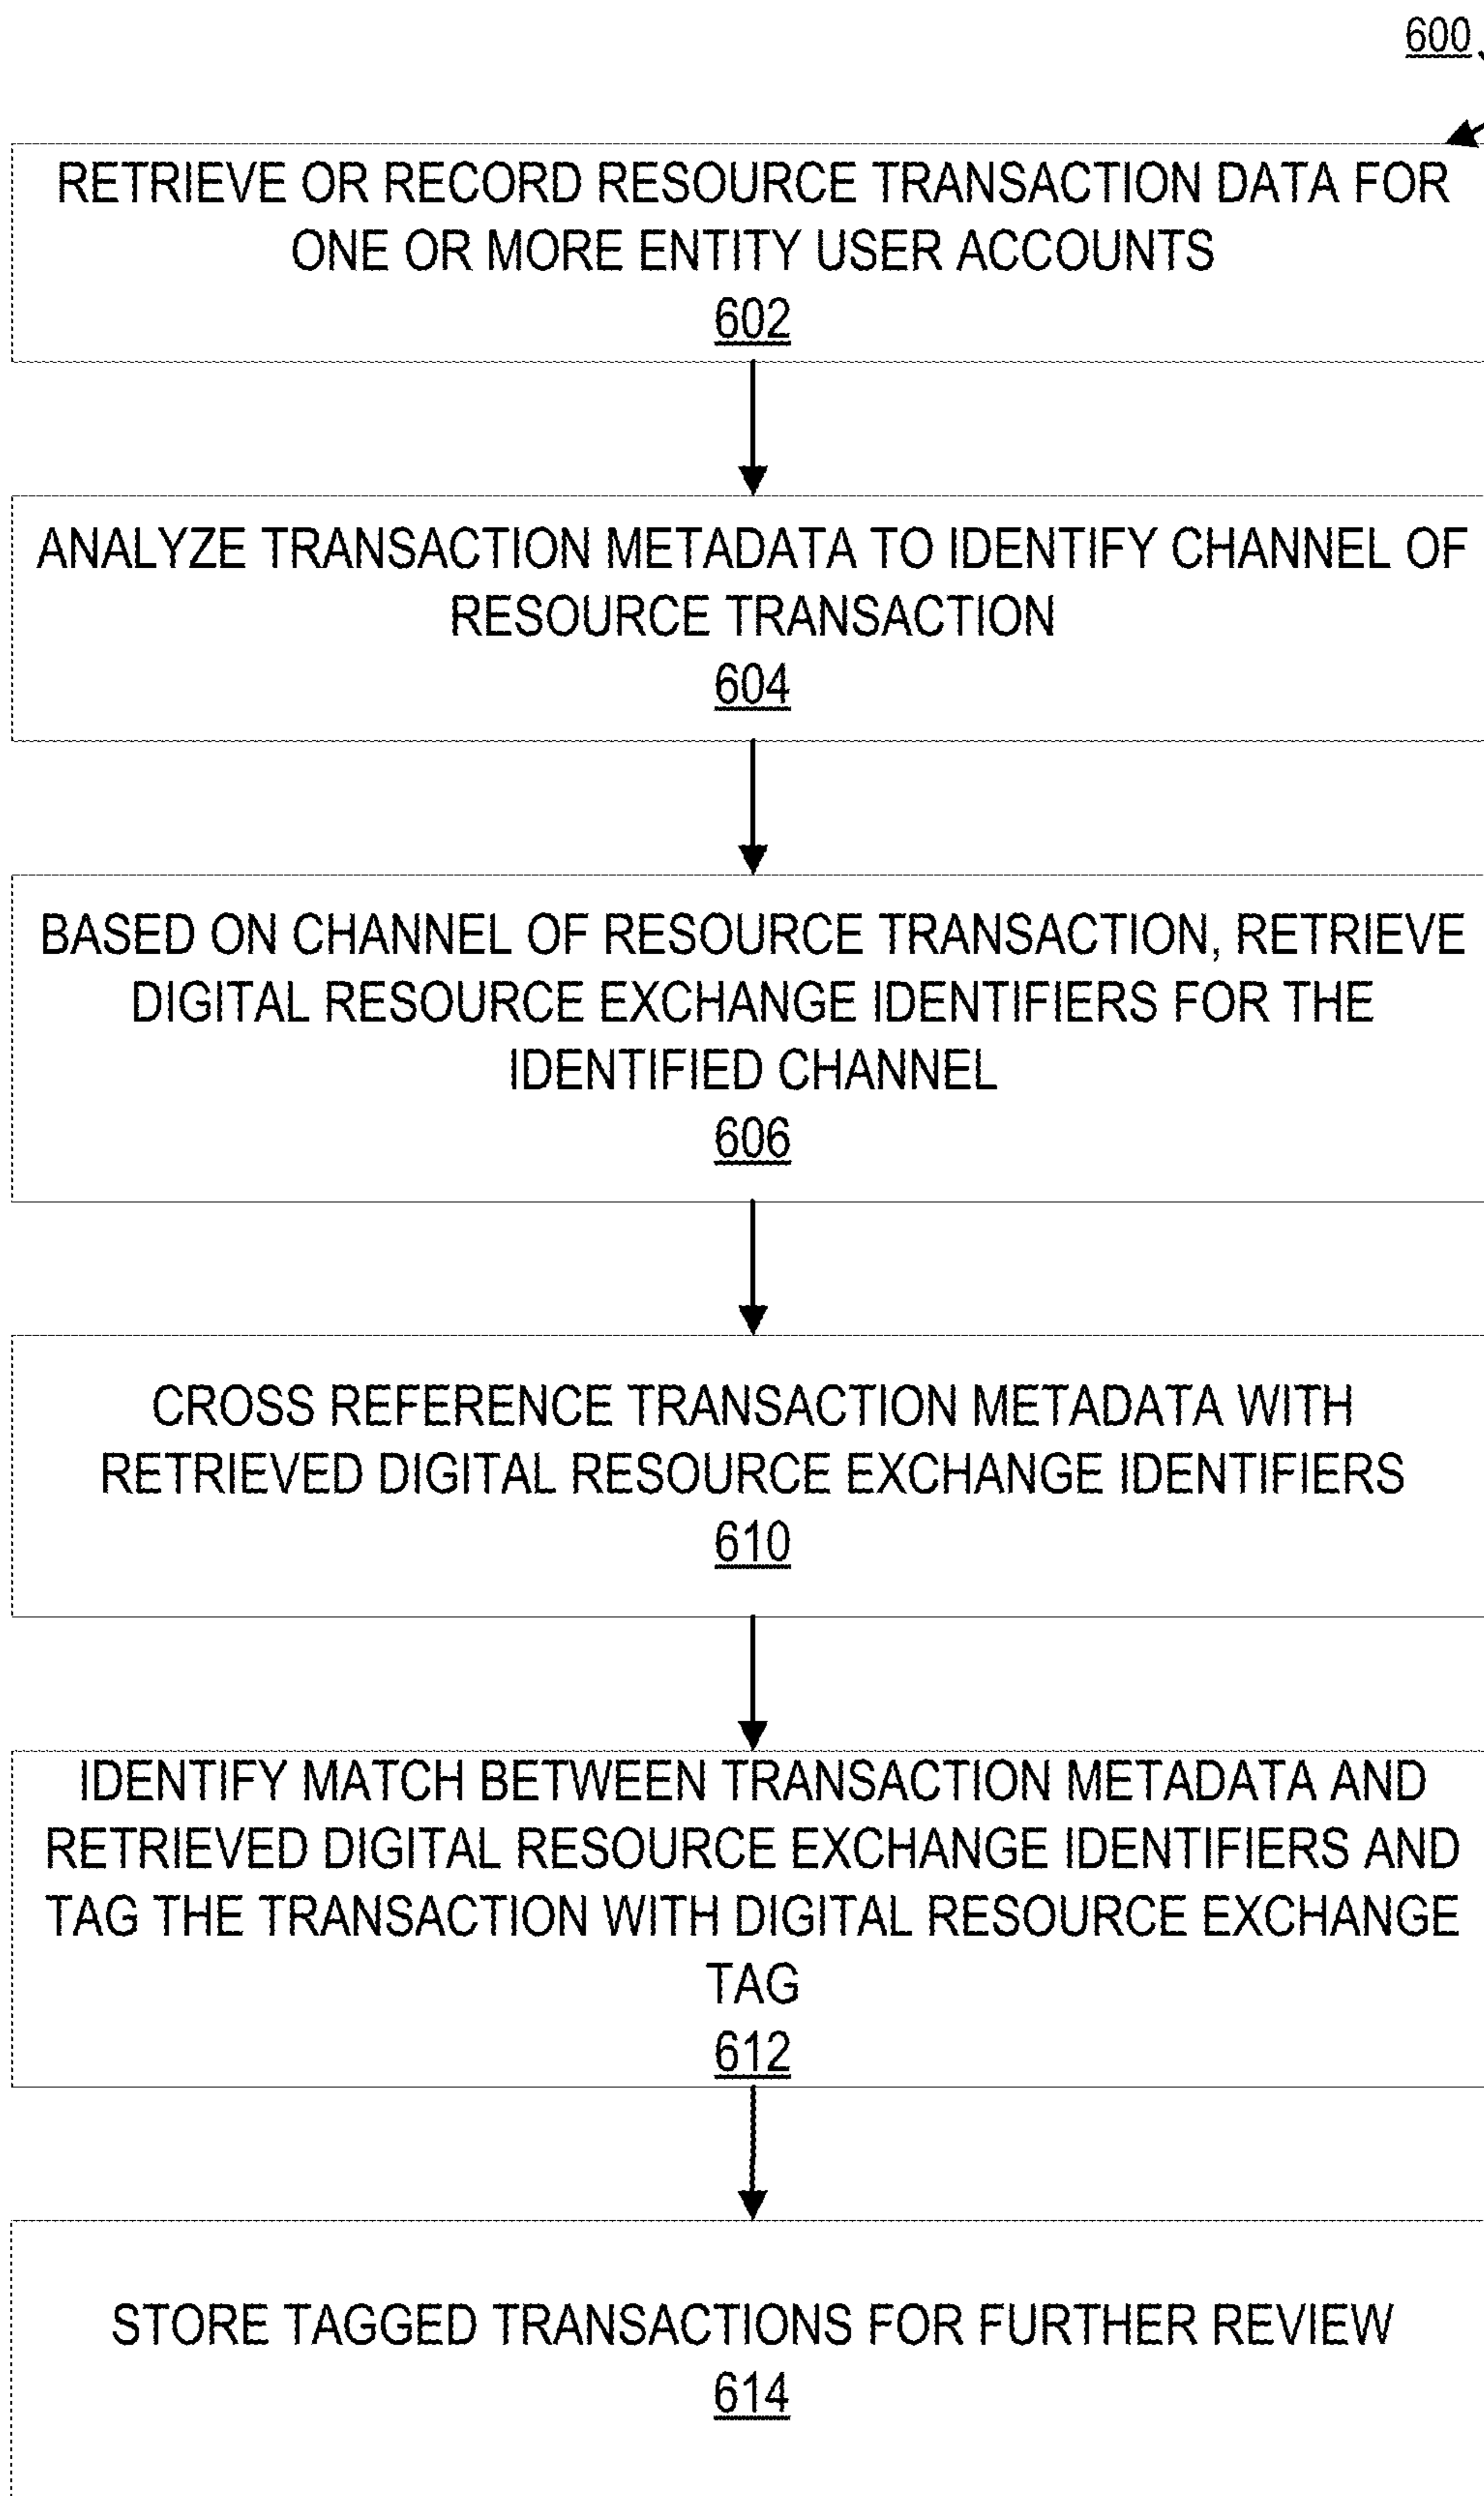 600
RETRIEVE OR RECORD RESOURCE TRANSACTION DATA FOR
ONE OR MORE ENTITY USER ACCOUNTS
602
ANALYZE TRANSACTION METADATA TO IDENTIFY CHANNEL OF
RESOURCE TRANSACTION
604
BASED ON CHANNEL OF RESOURCE TRANSACTION, RETRIEVE
DIGITAL RESOURCE EXCHANGE IDENTIFIERS FOR THE
IDENTIFIED CHANNEL
606
CROSS REFERENCE TRANSACTION METADATA WITH
RETRIEVED DIGITAL RESOURCE EXCHANGE IDENTIFIERS
610
IDENTIFY MATCH BETWEEN TRANSACTION METADATA AND
RETRIEVED DIGITAL RESOURCE EXCHANGE IDENTIFIERS AND
TAG THE TRANSACTION WITH DIGITAL RESOURCE EXCHANGE
TAG
612
STORE TAGGED TRANSACTIONS FOR FURTHER REVIEW
614